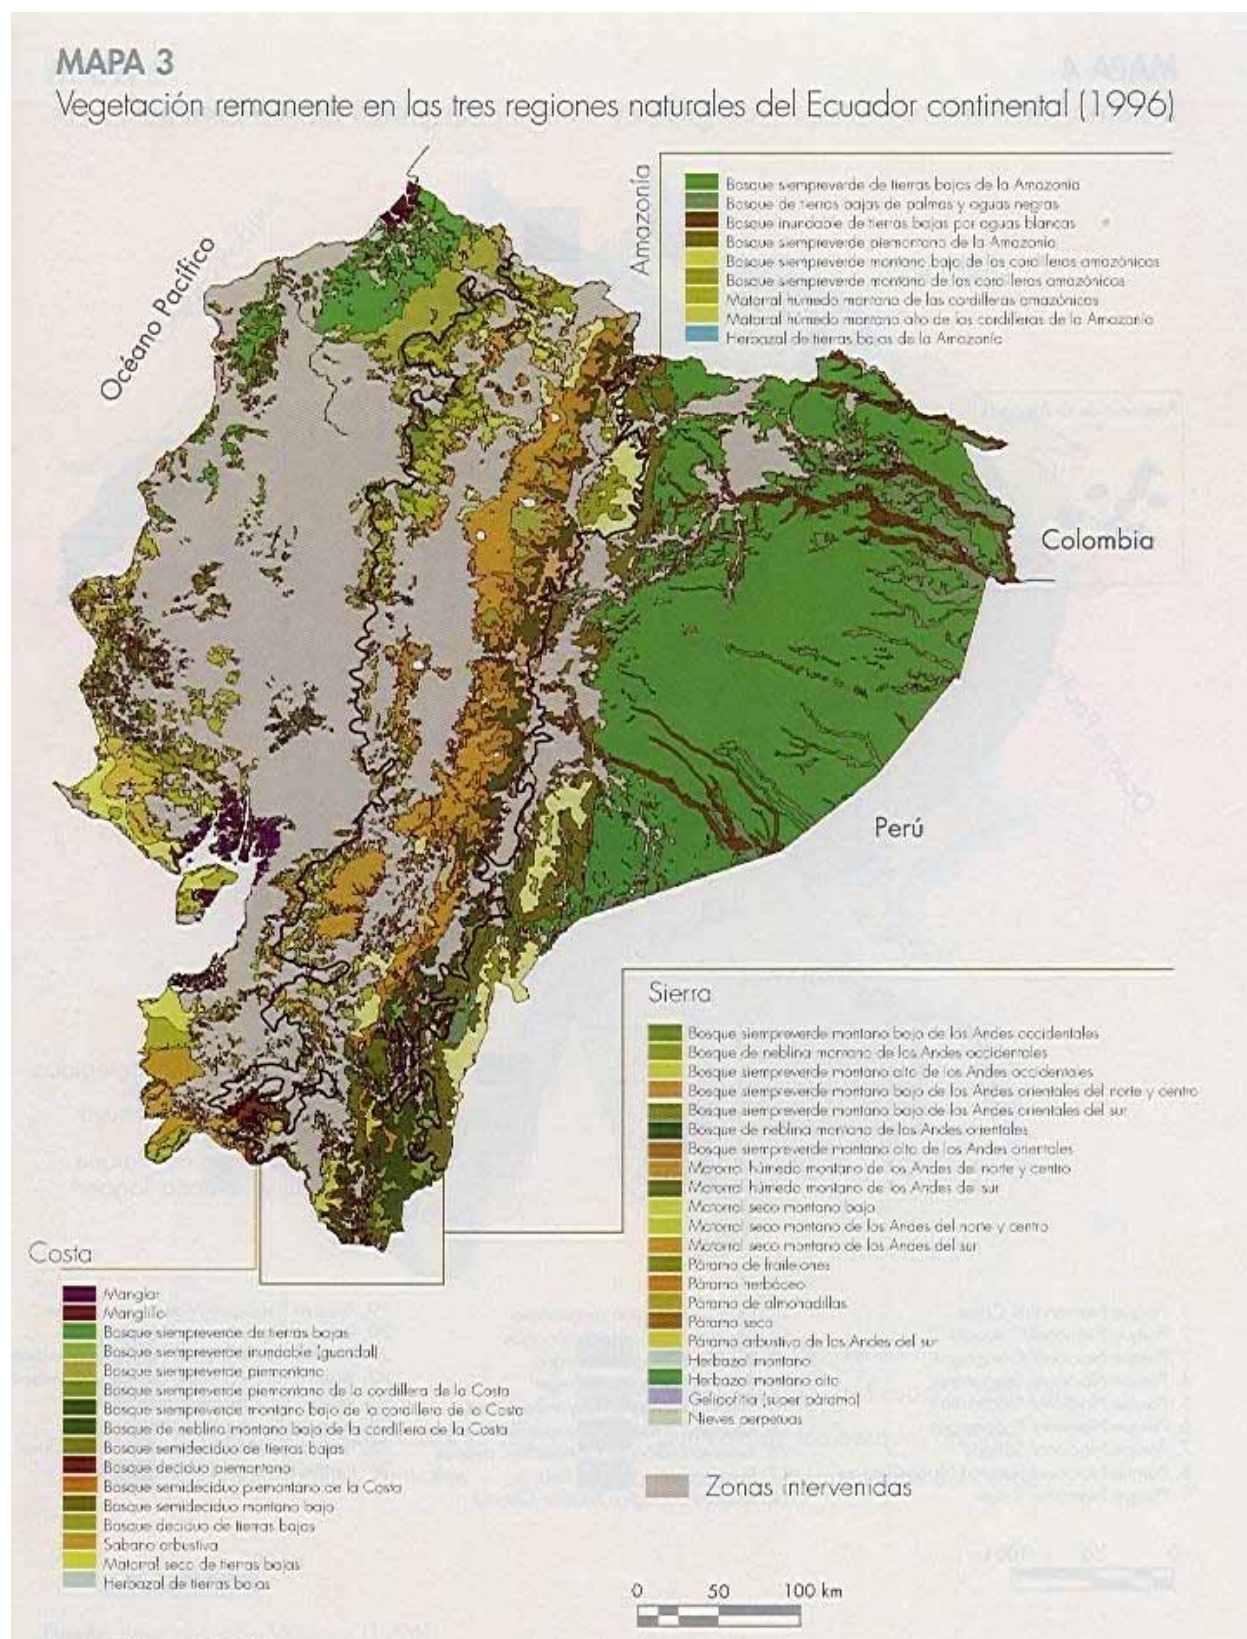 MAPA 3
Vegetación remanente en las tres regiones naturales del Ecuador continental (1996)
Océano Pacífico
Amazonía
Bosque siempreverde de tierras bajas de la Amazonía
Bosque de tierras bajas de palmas y aguas negras
Bosque inundable de tierras bajas por aguas blancas
Bosque siempreverde piemontano de la Amazonía
Bosque siempreverde montano bajo de las cordilleras amazónicas
Bosque siempreverde montano de las cordilleras amazónicas
Matorral húmedo montano de las cordilleras amazónicas
Matorral húmedo montano alto de las cordilleras de la Amazonía
Herbazal de tierras bajas de la Amazonía
Colombia
Perú
Sierra
Bosque siempreverde montano bajo de los Andes occidentales
Bosque de neblina montano de los Andes occidentales
Bosque siempreverde montano alto de los Andes occidentales
Bosque siempreverde montano bajo de los Andes orientales del norte y centro
Bosque siempreverde montano bajo de los Andes orientales del sur
Bosque de neblina montano de los Andes orientales
Bosque siempreverde montano alto de los Andes orientales
Matorral húmedo montano de los Andes del norte y centro
Matorral húmedo montano de los Andes del sur
Matorral seco montano bajo
Matorral seco montano de los Andes del norte y centro
Matorral seco montano de los Andes del sur
Páramo de frailejones
Páramo herbáceo
Páramo de almohadillas
Páramo seco
Páramo arbustivo de los Andes del sur
Herbazal montano
Herbazal montano alto
Gelidofitia (super páramo)
Nieves perpetuas
Zonas intervenidas
Costa
Manglar
Manglillo
Bosque siempreverde de tierras bajas
Bosque siempreverde inundable (guandal)
Bosque siempreverde piemontano
Bosque siempreverde piemontano de la cordillera de la Costa
Bosque siempreverde montano bajo de la cordillera de la Costa
Bosque de neblina montano bajo de la cordillera de la Costa
Bosque semideciduo de tierras bajas
Bosque deciduo piemontano
Bosque semideciduo piemontano de la Costa
Bosque semideciduo montano bajo
Bosque deciduo de tierras bajas
Sabana arbustiva
Matorral seco de tierras bajas
Herbazal de tierras bajas
0 50 100 km